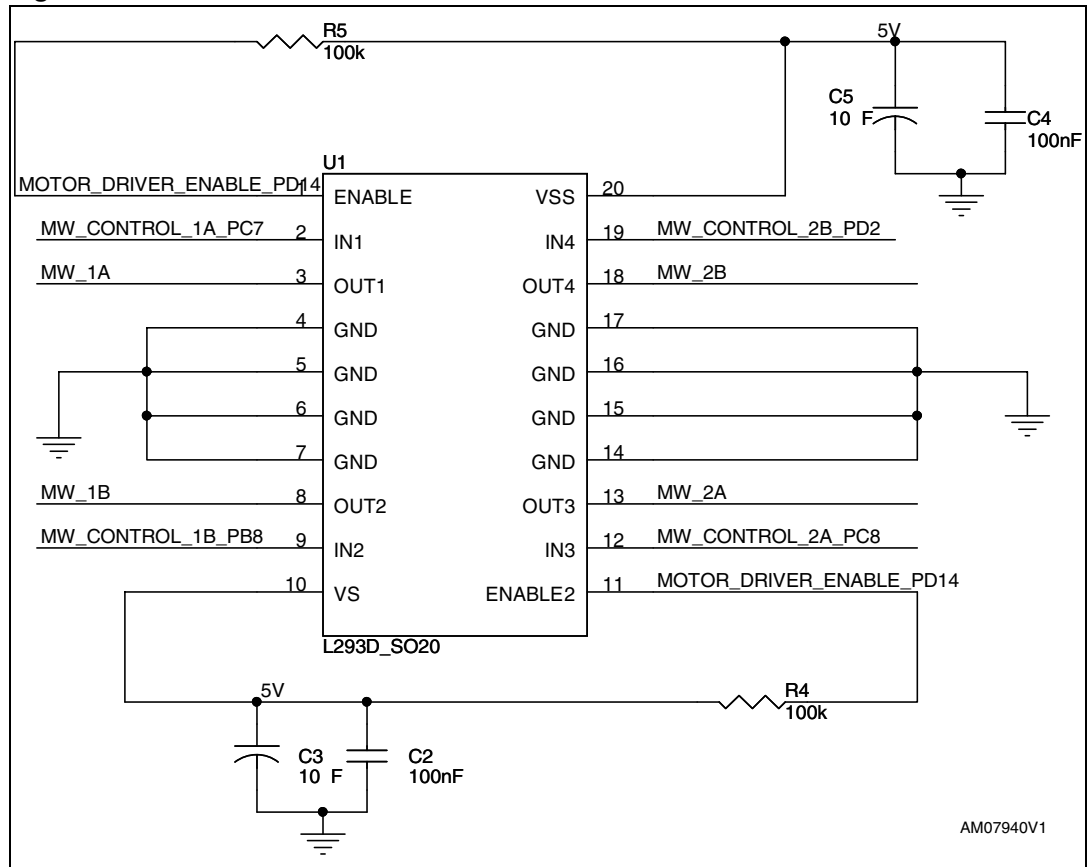 R5
100k
5V
C5
10 F
C4
100nF
U1
MOTOR_DRIVER_ENABLE_PD14
1
ENABLE
VSS
20
MW_CONTROL_1A_PC7
2
IN1
IN4
19
MW_CONTROL_2B_PD2
MW_1A
3
OUT1
OUT4
18
MW_2B
4
GND
GND
17
5
GND
GND
16
6
GND
GND
15
7
GND
GND
14
MW_1B
8
OUT2
OUT3
13
MW_2A
MW_CONTROL_1B_PB8
9
IN2
IN3
12
MW_CONTROL_2A_PC8
10
VS
ENABLE2
11
MOTOR_DRIVER_ENABLE_PD14
L293D_SO20
5V
R4
100k
C3
10 F
C2
100nF
AM07940V1